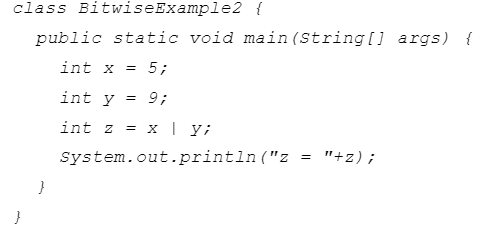 class BitwiseExample2 {
public static void main(String[] args) {
int x = 5;
int y = 9;
int z = x | y;
System.out.println("z = "+z);
}
}